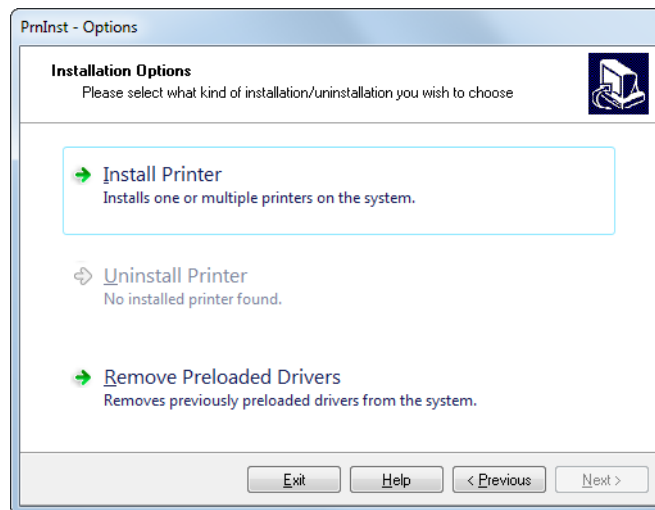 PrnInst - Options
Installation Options
Please select what kind of installation/uninstallation you wish to choose
Install Printer
Installs one or multiple printers on the system.
Uninstall Printer
No installed printer found.
Remove Preloaded Drivers
Removes previously preloaded drivers from the system.
Exit Help < Previous Next >